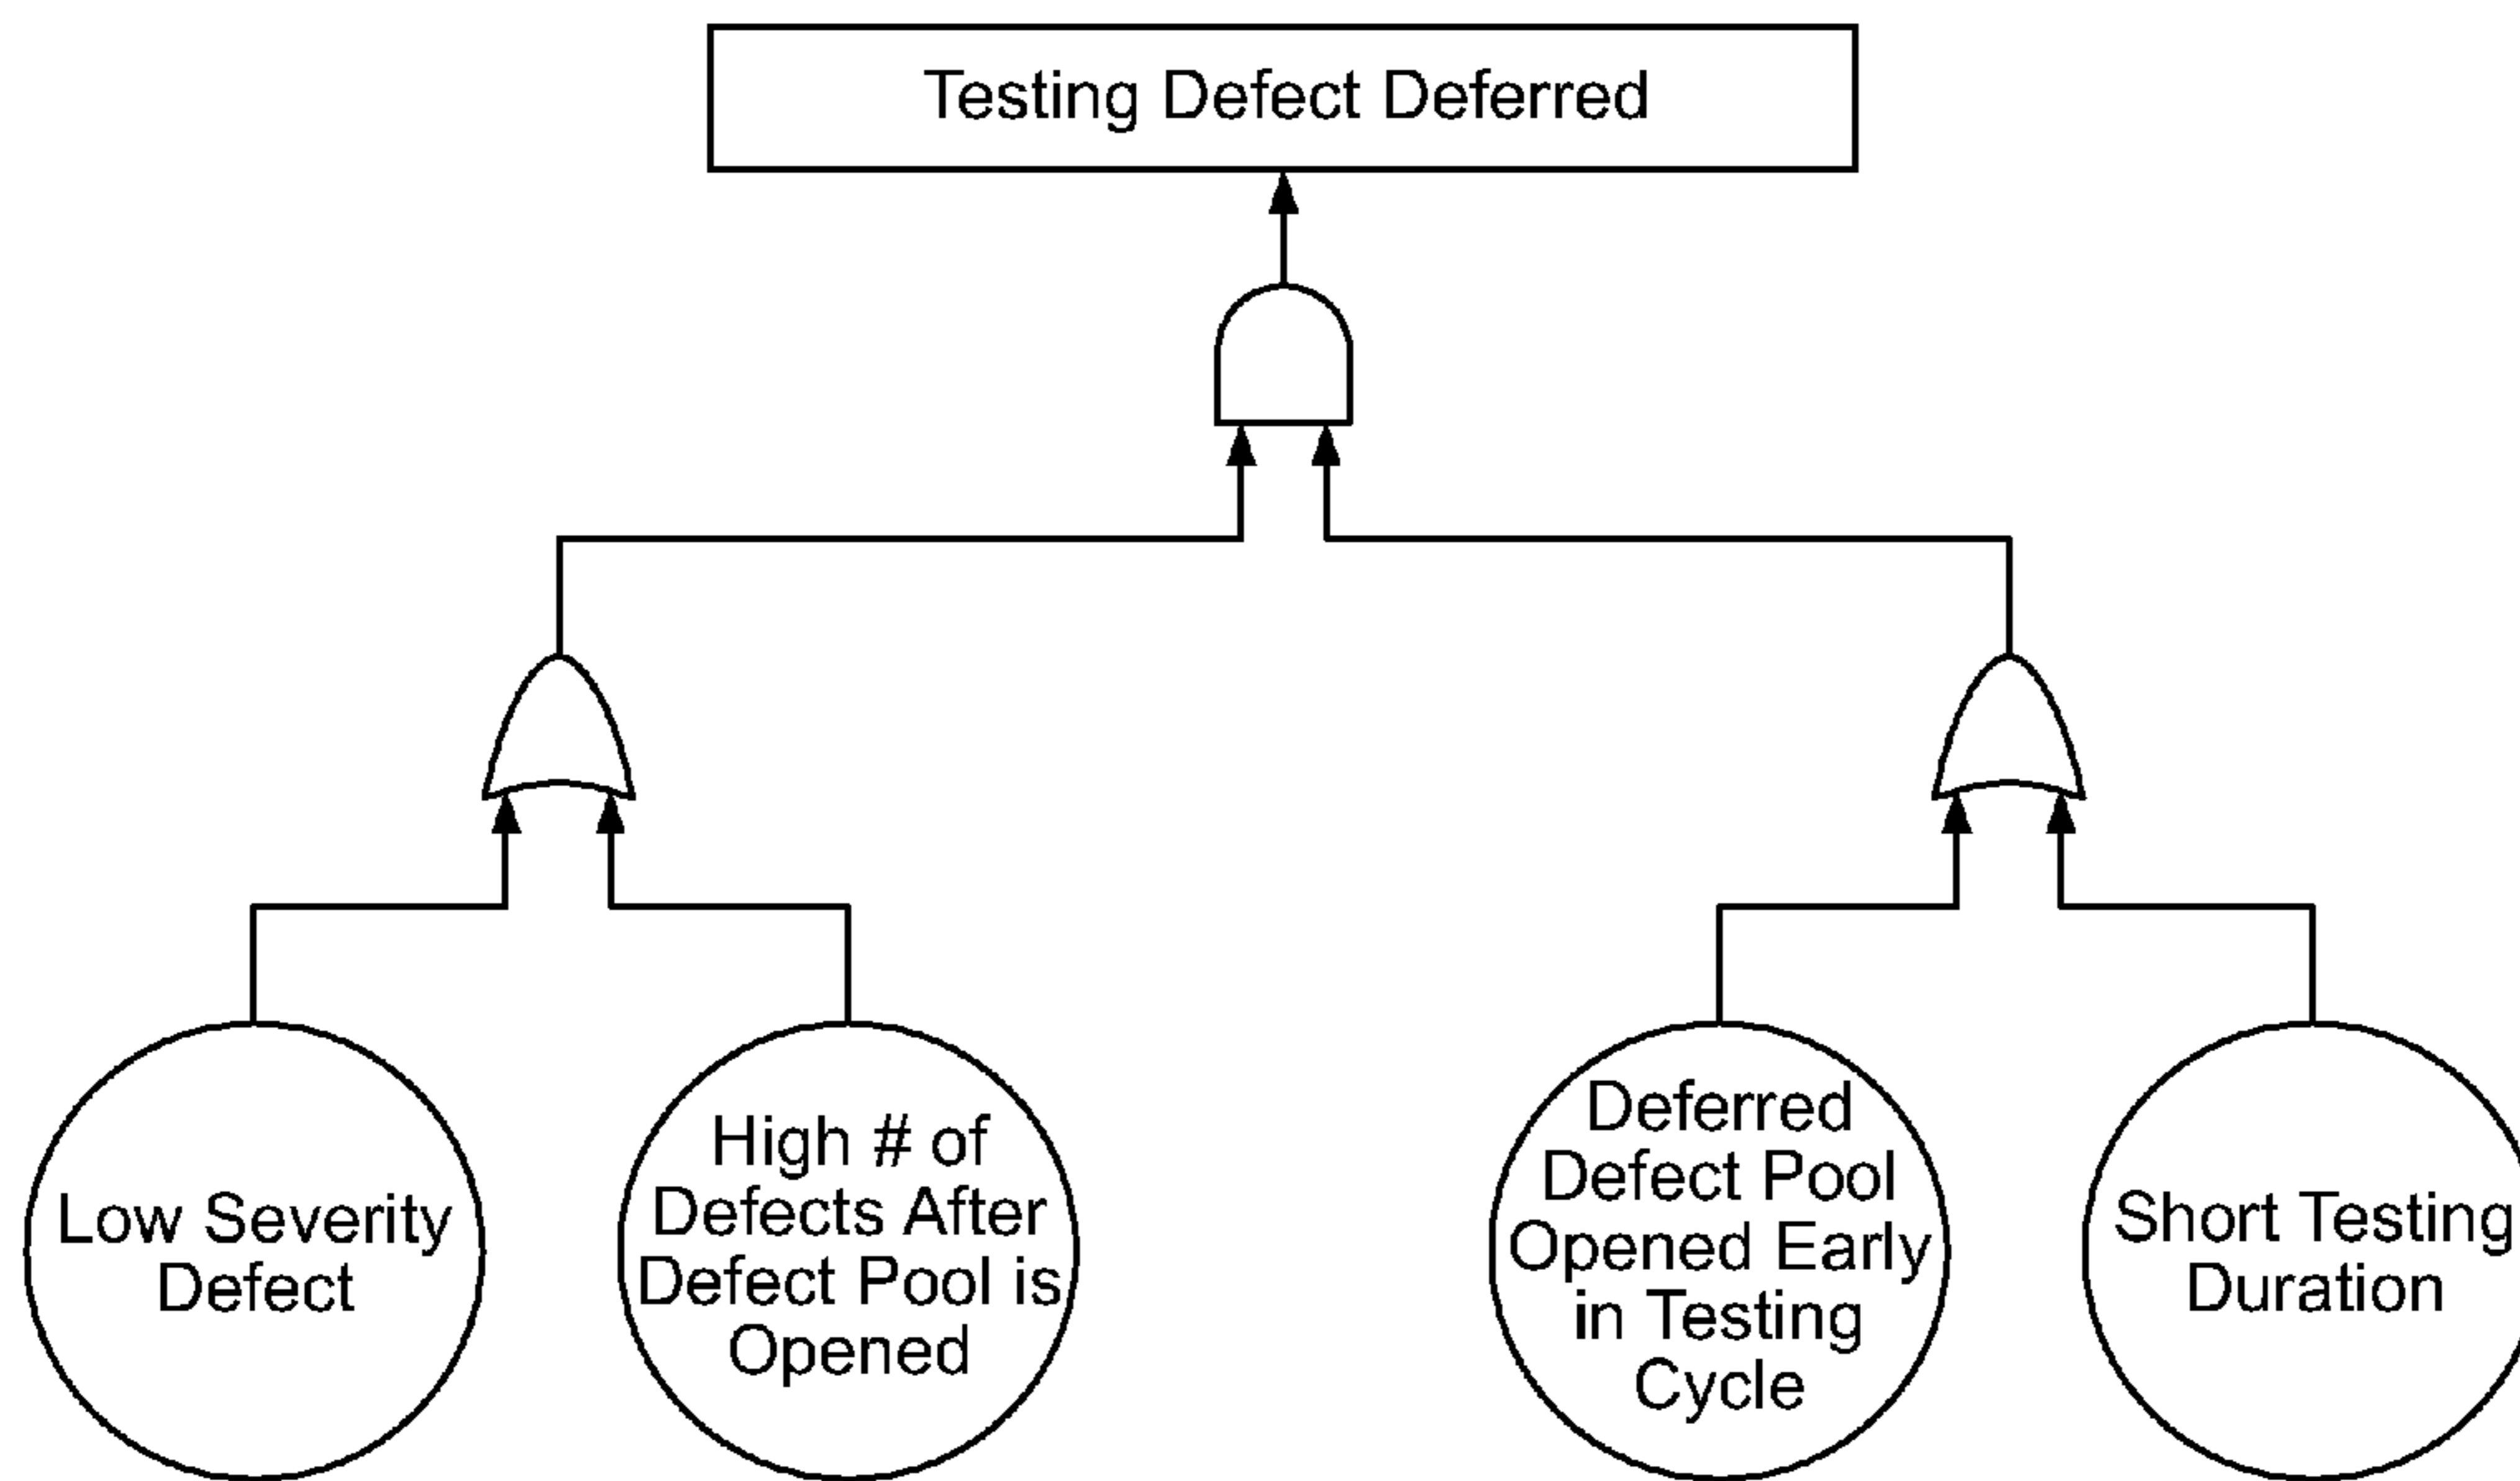 Testing Defect Deferred
Low Severity
Defect
High # of
Defects After
Defect Pool is
Opened
Deferred
Defect Pool
Opened Early
in Testing
Cycle
Short Testing
Duration